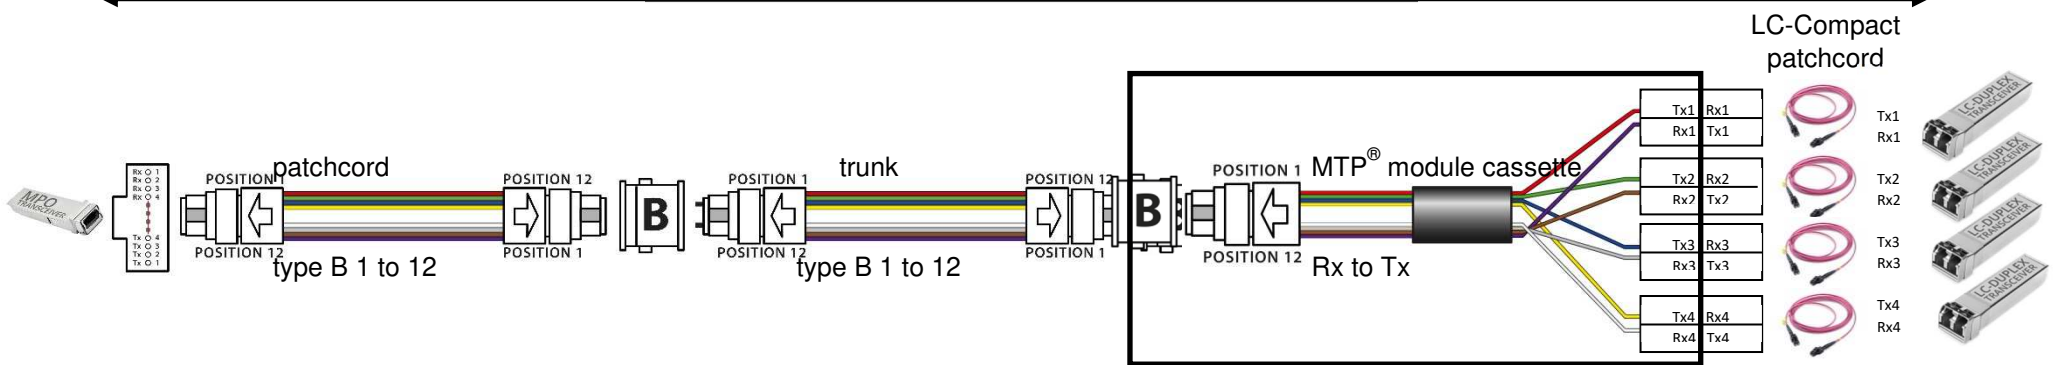 LC-Compact
patchcord
MPO
TRANSCEIVER
Rx 1
Rx 2
Rx 3
Rx 4
Tx 4
Tx 3
Tx 2
Tx 1
POSITION 1
patchcord
POSITION 12
POSITION 12
type B 1 to 12
POSITION 1
B
POSITION 1
trunk
POSITION 12
POSITION 12
type B 1 to 12
POSITION 1
B
POSITION 1
MTP® module cassette
POSITION 12
Rx to Tx
Tx1 Rx1
Rx1 Tx1
Tx2 Rx2
Rx2 Tx2
Tx3 Rx3
Rx3 Tx3
Tx4 Rx4
Rx4 Tx4
Tx1
Rx1
Tx2
Rx2
Tx3
Rx3
Tx4
Rx4
LC-DUPLEX
TRANSCEIVER
LC-DUPLEX
TRANSCEIVER
LC-DUPLEX
TRANSCEIVER
LC-DUPLEX
TRANSCEIVER